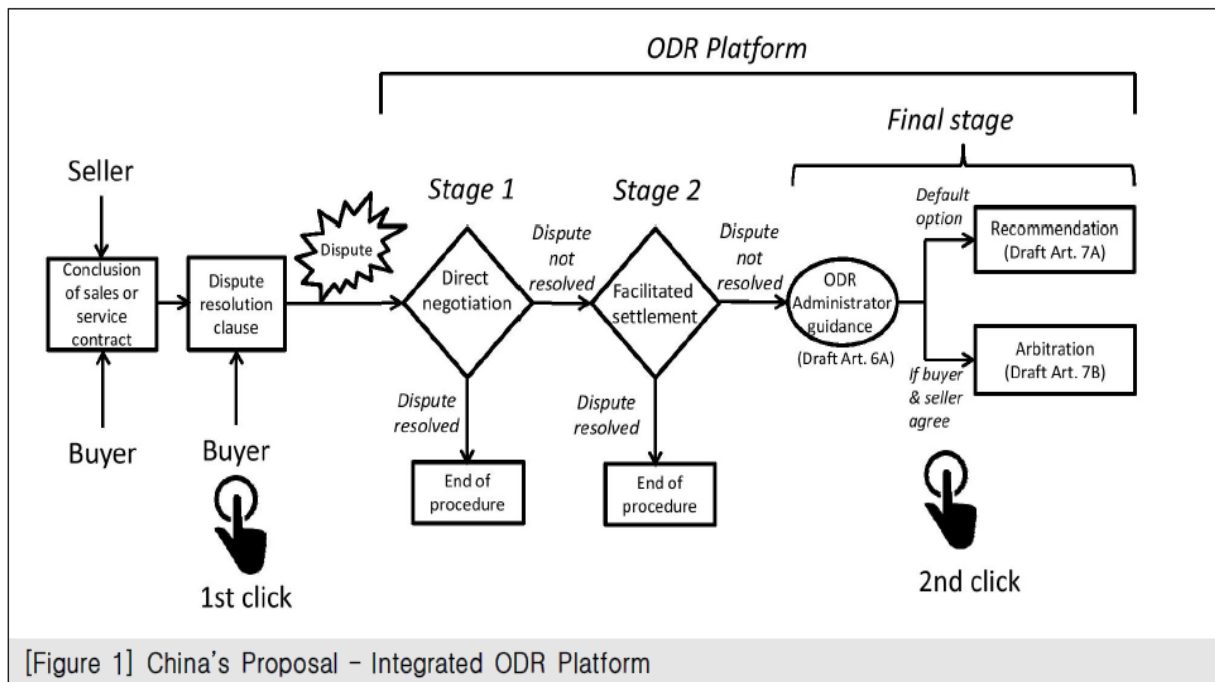 ODR Platform
Final stage
Seller
Stage 1
Stage 2
Default
option
Dispute
Dispute
not
resolved
Dispute
not
resolved
Recommendation
(Draft Art. 7A)
Conclusion
of sales or
service
contract
Dispute
resolution
clause
Direct
negotiation
Facilitated
settlement
ODR
Administrator
guidance
(Draft Art. 6A)
Arbitration
(Draft Art. 7B)
If buyer
& seller
agree
Dispute
resolved
Dispute
resolved
Buyer
Buyer
End of
procedure
End of
procedure
1st click
2nd click
[Figure 1] China's Proposal - Integrated ODR Platform